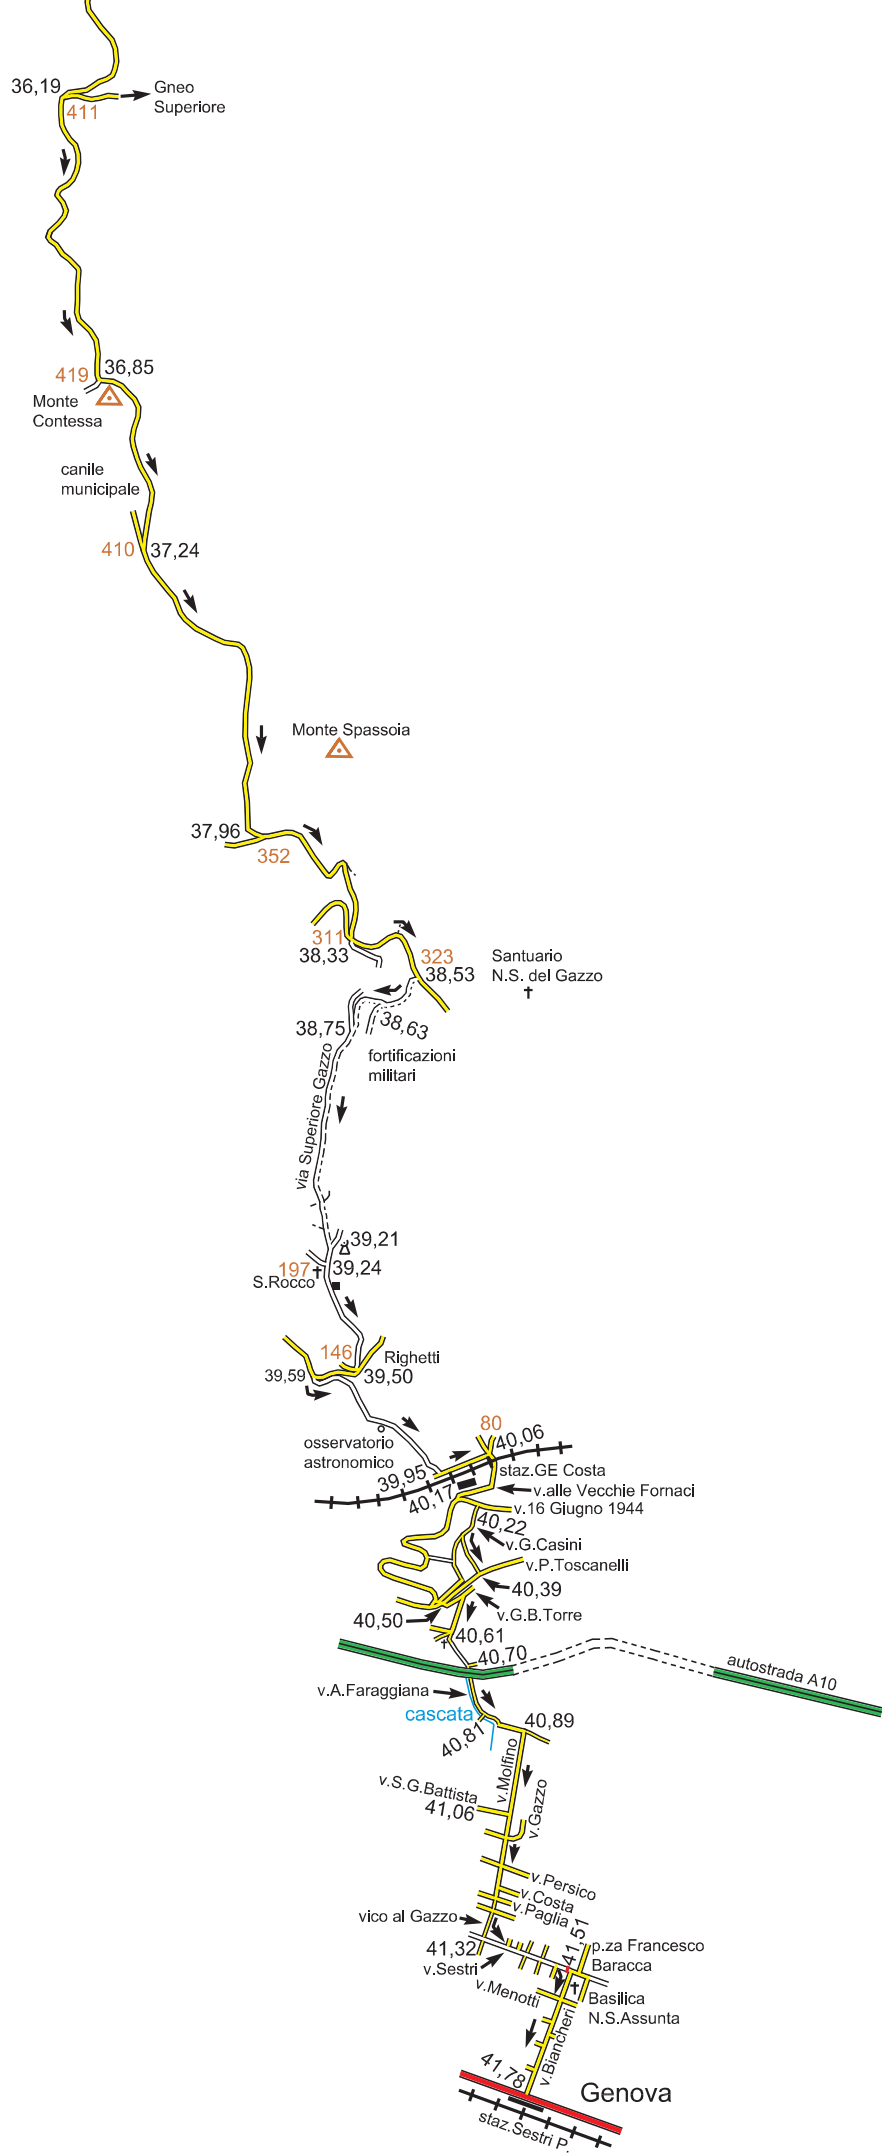 36,19
Gneo
Superiore
411
36,85
419
Monte
Contessa
canile
municipale
410
37,24
Monte Spassoia
37,96
352
311
38,33
323
38,53
Santuario
N.S. del Gazzo
38,75
38,63
fortificazioni
militari
via Superiore Gazzo
39,21
197
39,24
S.Rocco
146
Righetti
39,59
39,50
80
40,06
osservatorio
astronomico
39,95
staz.GE Costa
40,17
v.alle Vecchie Fornaci
v.16 Giugno 1944
40,22
v.G.Casini
v.P.Toscanelli
40,39
v.G.B.Torre
40,50
40,61
40,70
autostrada A10
v.A.Faraggiana
cascata
40,81
40,89
v.Molfino
v.S.G.Battista
41,06
v.Gazzo
v.Persico
v.Costa
v.Paglia
vico al Gazzo
41,32
v.Sestri
41,51
p.za Francesco
Baracca
v.Menotti
Basilica
N.S.Assunta
v.Biancheri
41,78
Genova
staz.Sestri P.